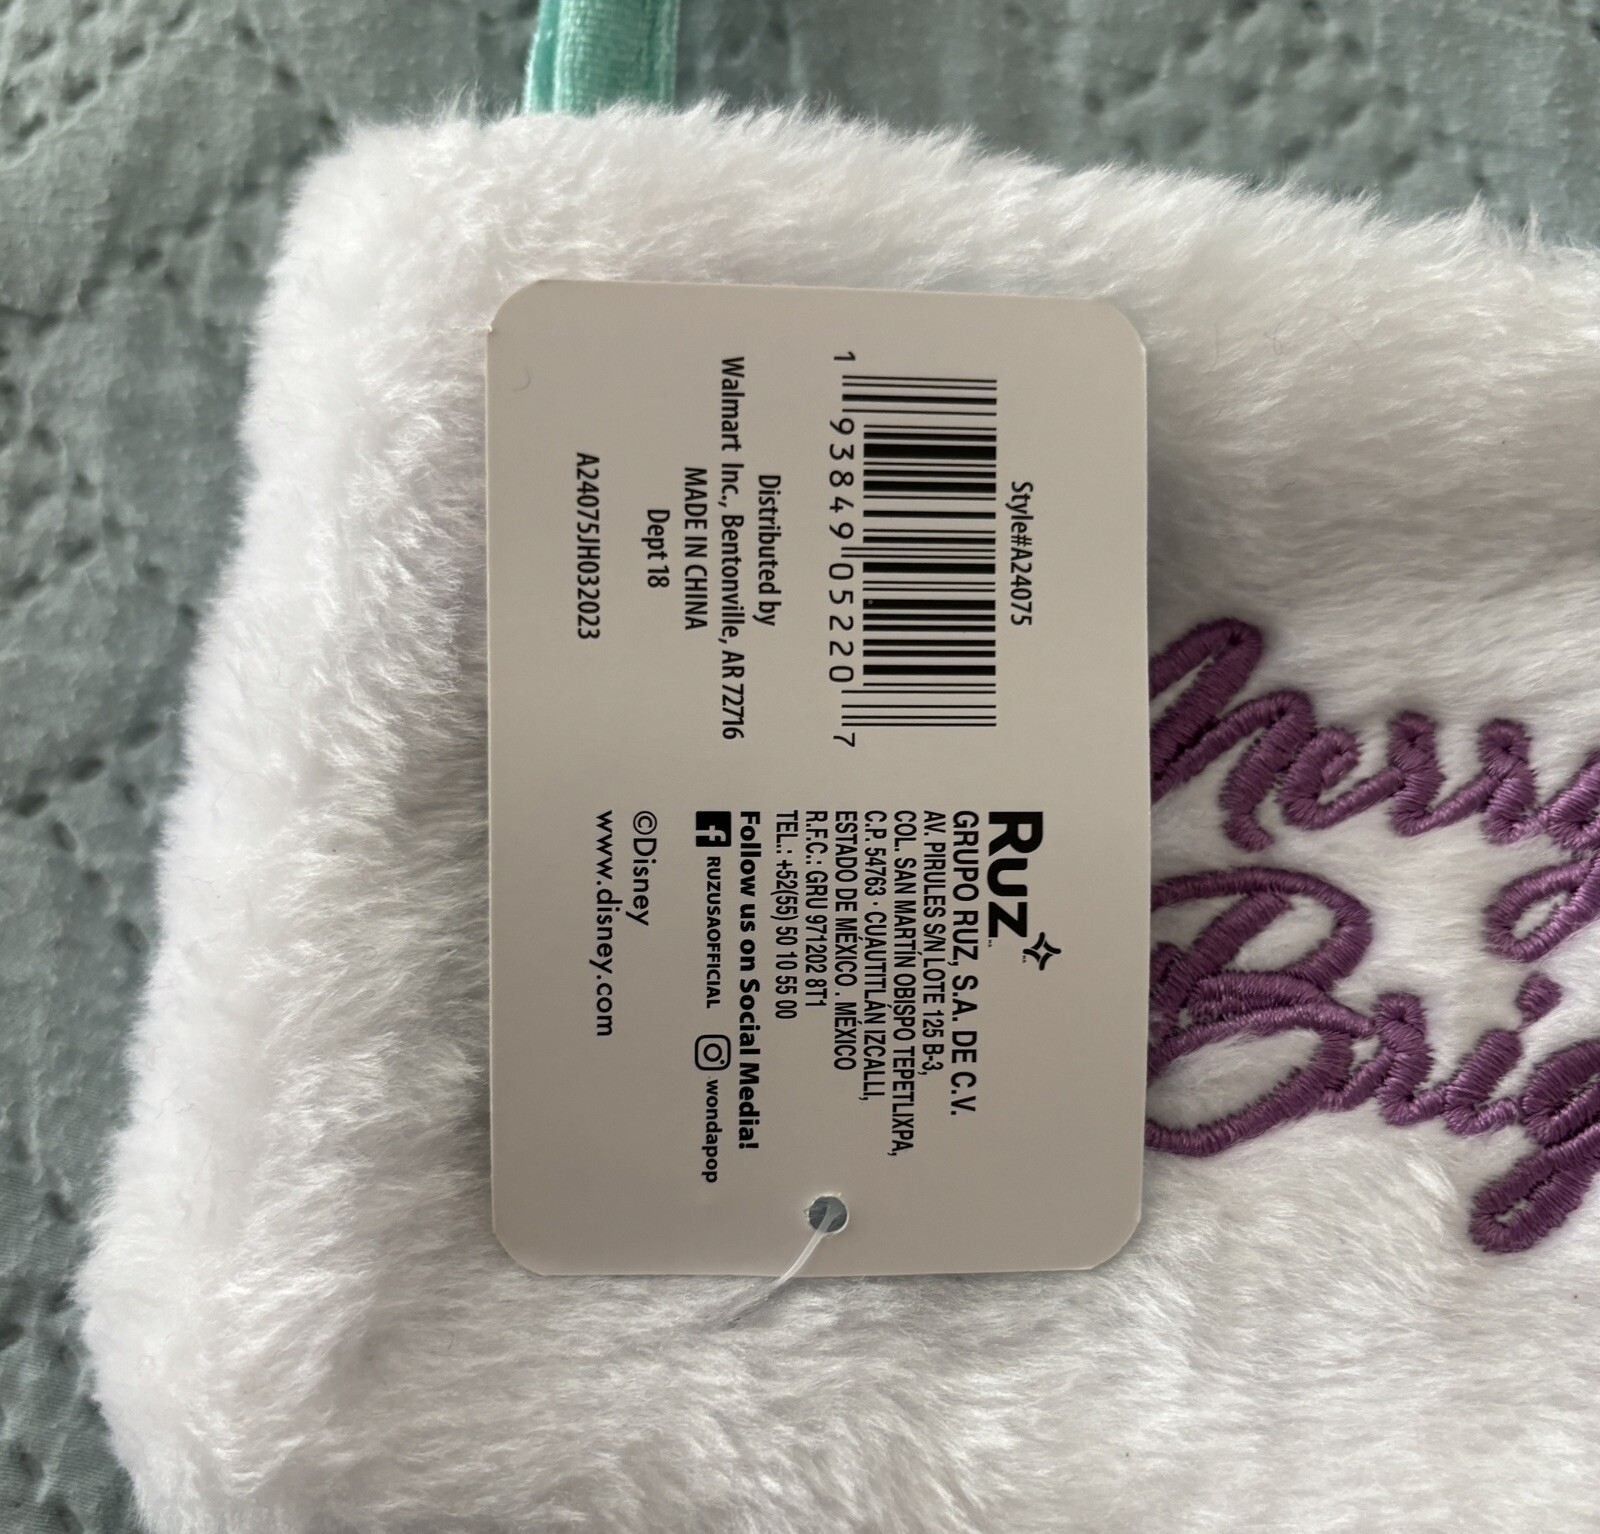 Style#A24075
1 93849 05220 7
Distributed by
Walmart Inc., Bentonville, AR 72716
MADE IN CHINA
Dept 18
A24075JH032023
Ruz
GRUPO RUZ, S.A. DE C.V.
AV. PIRULES S/N LOTE 125 B-3,
COL. SAN MARTÍN OBISPO TEPETLIXPA,
C.P. 54763 · CUAUTITLÁN IZCALLI,
ESTADO DE MÉXICO . MÉXICO
R.F.C.: GRU 971202 8T1
TEL.: +52(55) 50 10 55 00
Follow us on Social Media!
RUZUSAOFICIAL wondapop
©Disney
www.disney.com